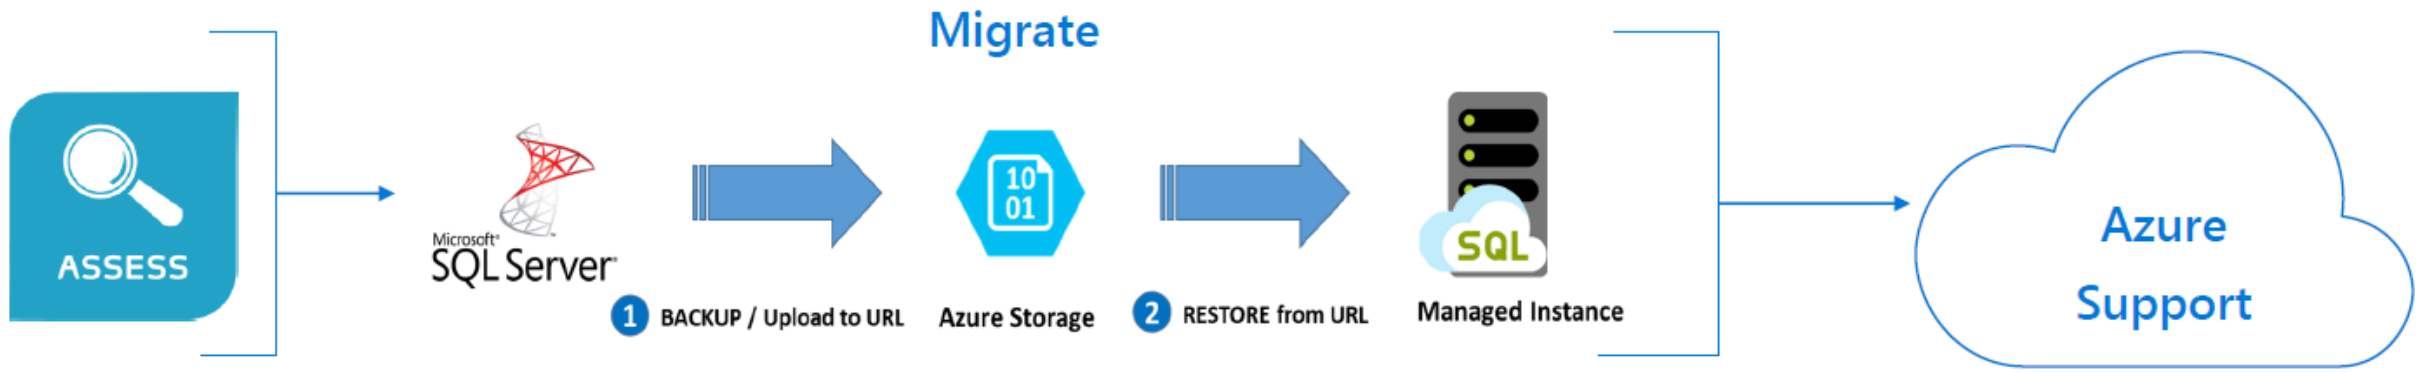 Migrate
ASSESS
Microsoft®
SQL Server
1 BACKUP / Upload to URL
10
01
Azure Storage
2 RESTORE from URL
SQL
Managed Instance
Azure
Support